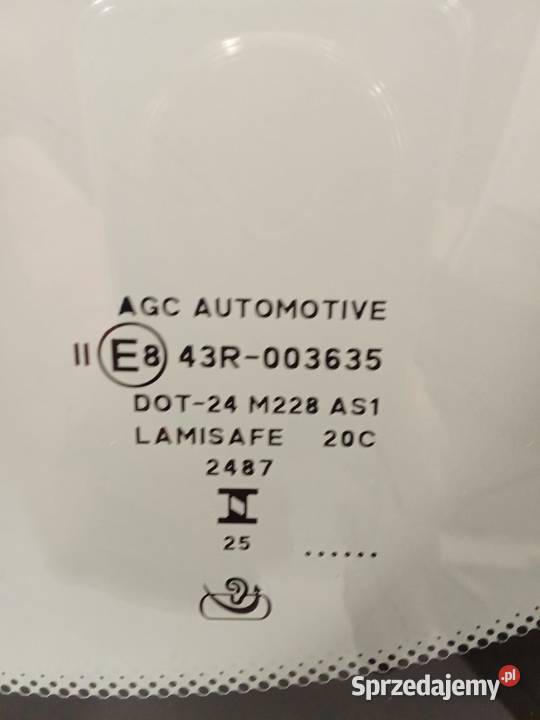 AGC AUTOMOTIVE
II E8 43R-003635
DOT-24 M228 AS1
LAMISAFE 20C
2487
25 ......
Sprzedajemy.pl